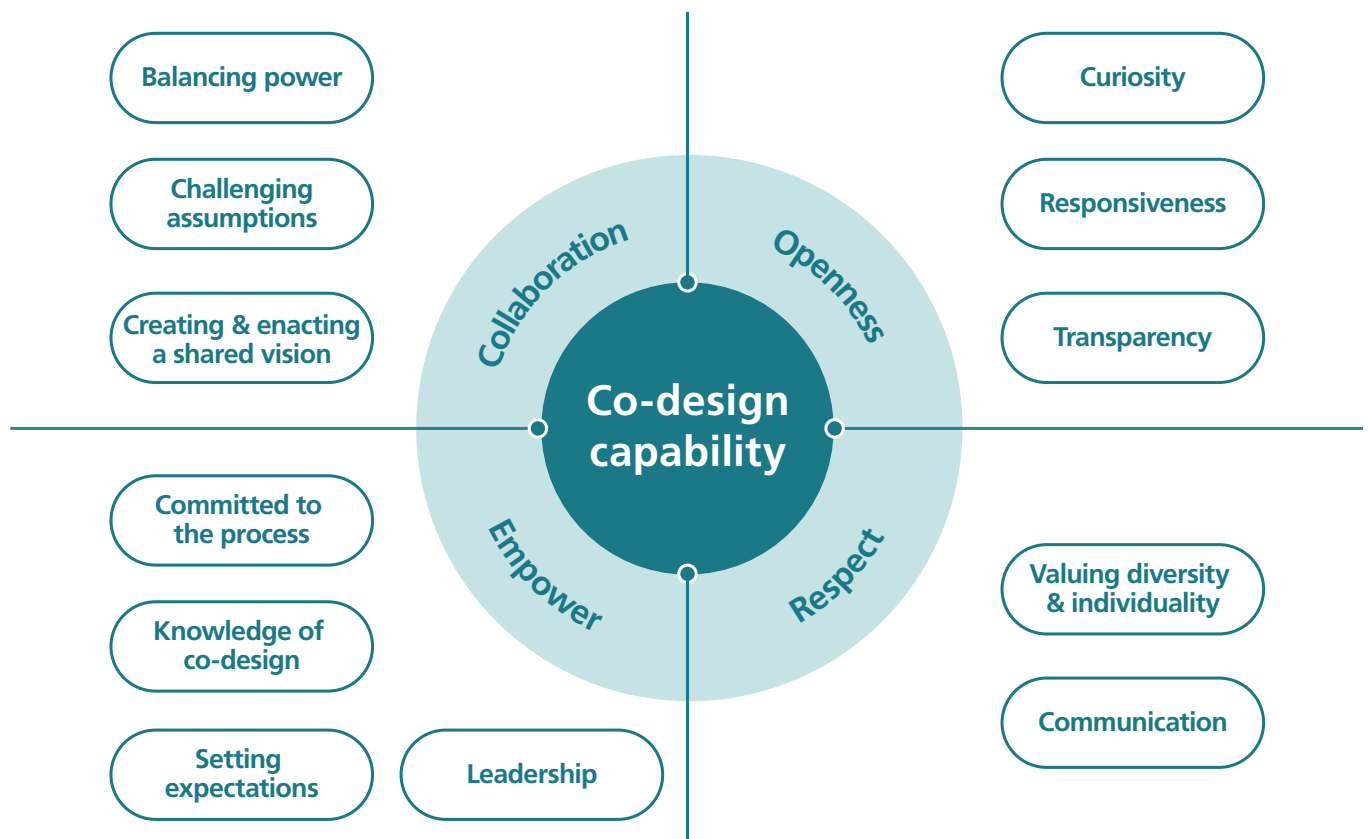 Balancing power
Challenging
assumptions
Creating & enacting
a shared vision
Curiosity
Responsiveness
Transparency
Collaboration
Openness
Co-design
capability
Empower
Respect
Committed to
the process
Knowledge of
co-design
Setting
expectations
Leadership
Valuing diversity
& individuality
Communication